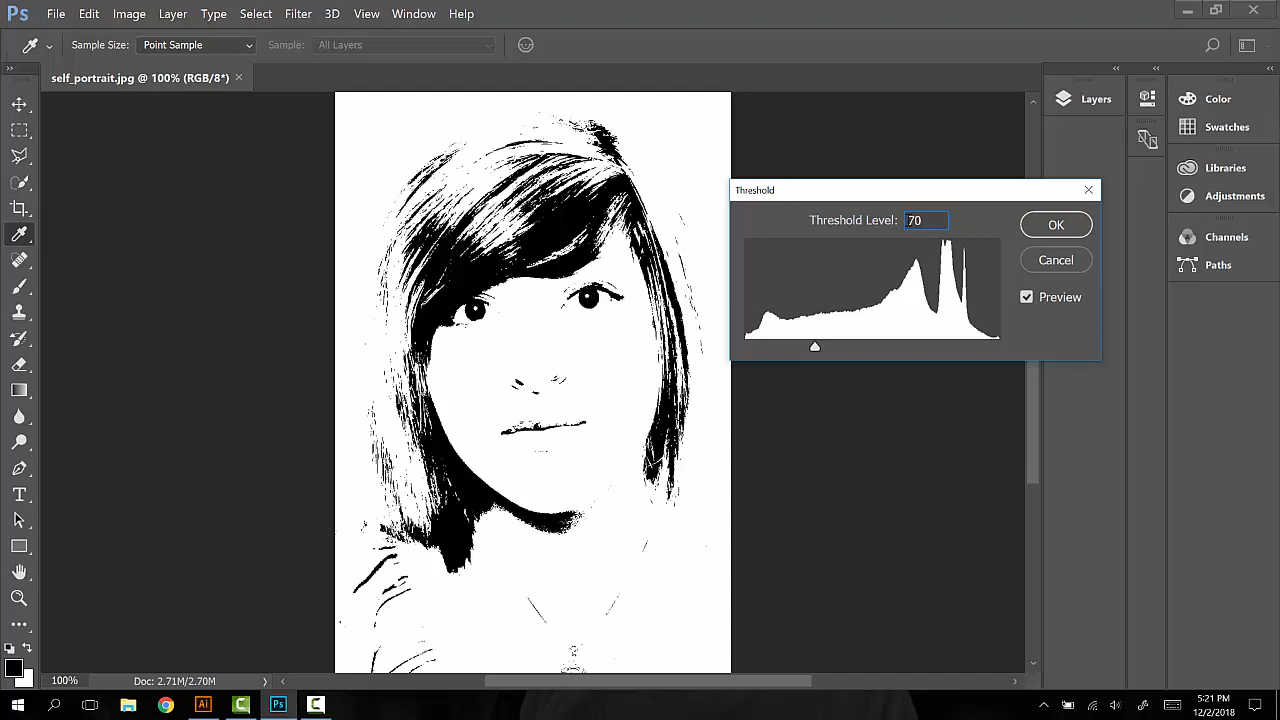 Ps File Edit Image Layer Type Select Filter 3D View Window Help
Sample Size: Point Sample Sample: All Layers
self_portrait.jpg @ 100% (RGB/8*)
Layers
Color
Swatches
Libraries
Adjustments
Channels
Paths
Threshold
Threshold Level: 70
OK
Cancel
Preview
T
100% Doc: 2.71M/2.70M
Ai C Ps C
5:21 PM
12/2/2018